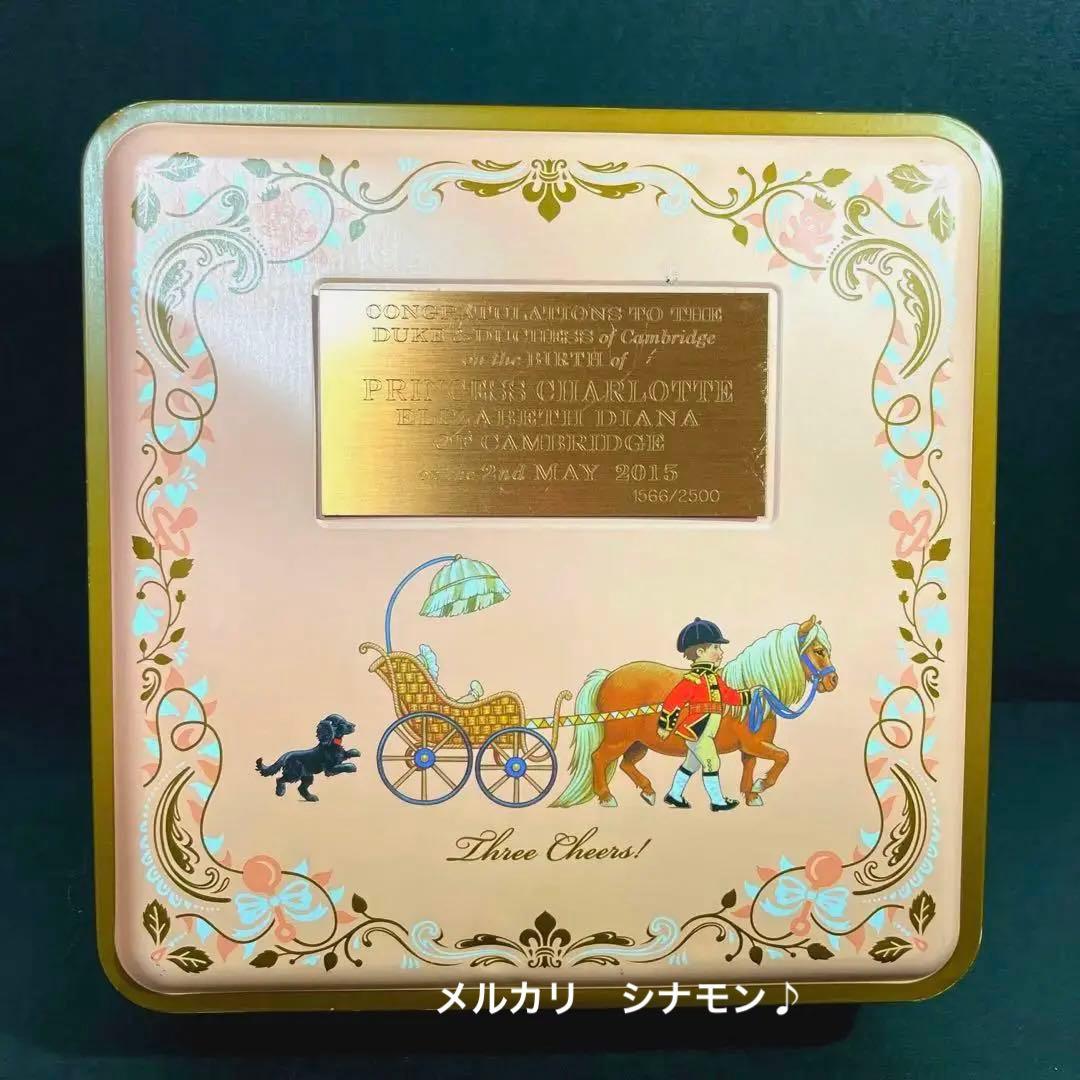 CONGRATULATIONS TO THE
DUKE & DUCHESS of Cambridge
on the BIRTH of
PRINCESS CHARLOTTE
ELIZABETH DIANA
OF CAMBRIDGE
on the 2nd MAY 2015
1566/2500
Three Cheers!
メルカリ シナモン♪